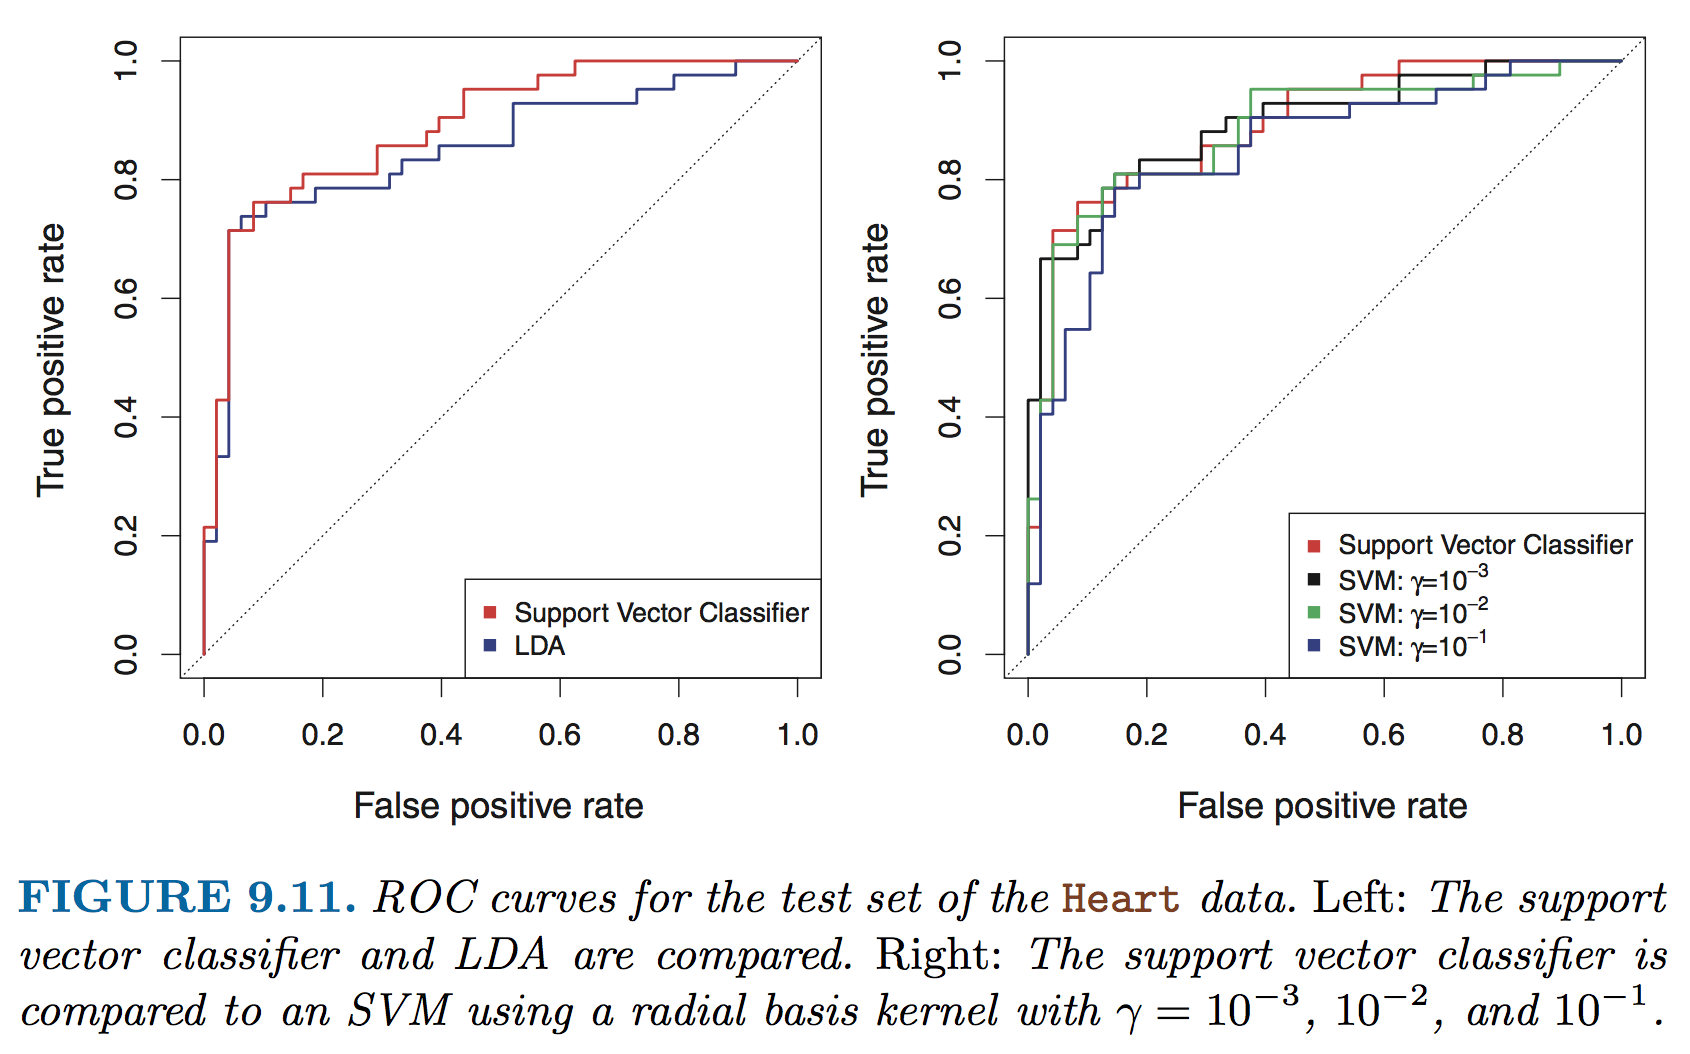 True positive rate
1.0
0.8
0.6
0.4
0.2
0.0
Support Vector Classifier
LDA
0.0 0.2 0.4 0.6 0.8 1.0
False positive rate
True positive rate
1.0
0.8
0.6
0.4
0.2
0.0
Support Vector Classifier
SVM: γ=10⁻³
SVM: γ=10⁻²
SVM: γ=10⁻¹
0.0 0.2 0.4 0.6 0.8 1.0
False positive rate
FIGURE 9.11. ROC curves for the test set of the Heart data. Left: The support
vector classifier and LDA are compared. Right: The support vector classifier is
compared to an SVM using a radial basis kernel with γ = 10⁻³, 10⁻², and 10⁻¹.